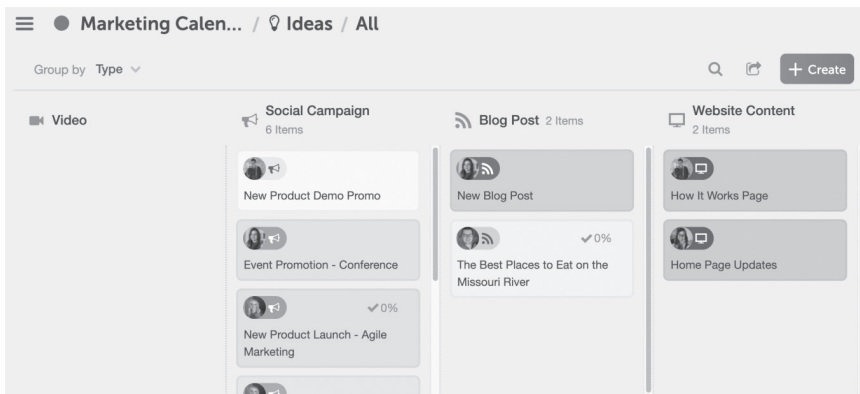 Marketing Calen... / Ideas / All
Group by Type
+ Create
Video
Social Campaign
6 Items
New Product Demo Promo
Event Promotion - Conference
0%
New Product Launch - Agile
Marketing
Blog Post 2 Items
New Blog Post
0%
The Best Places to Eat on the
Missouri River
Website Content
2 Items
How It Works Page
Home Page Updates